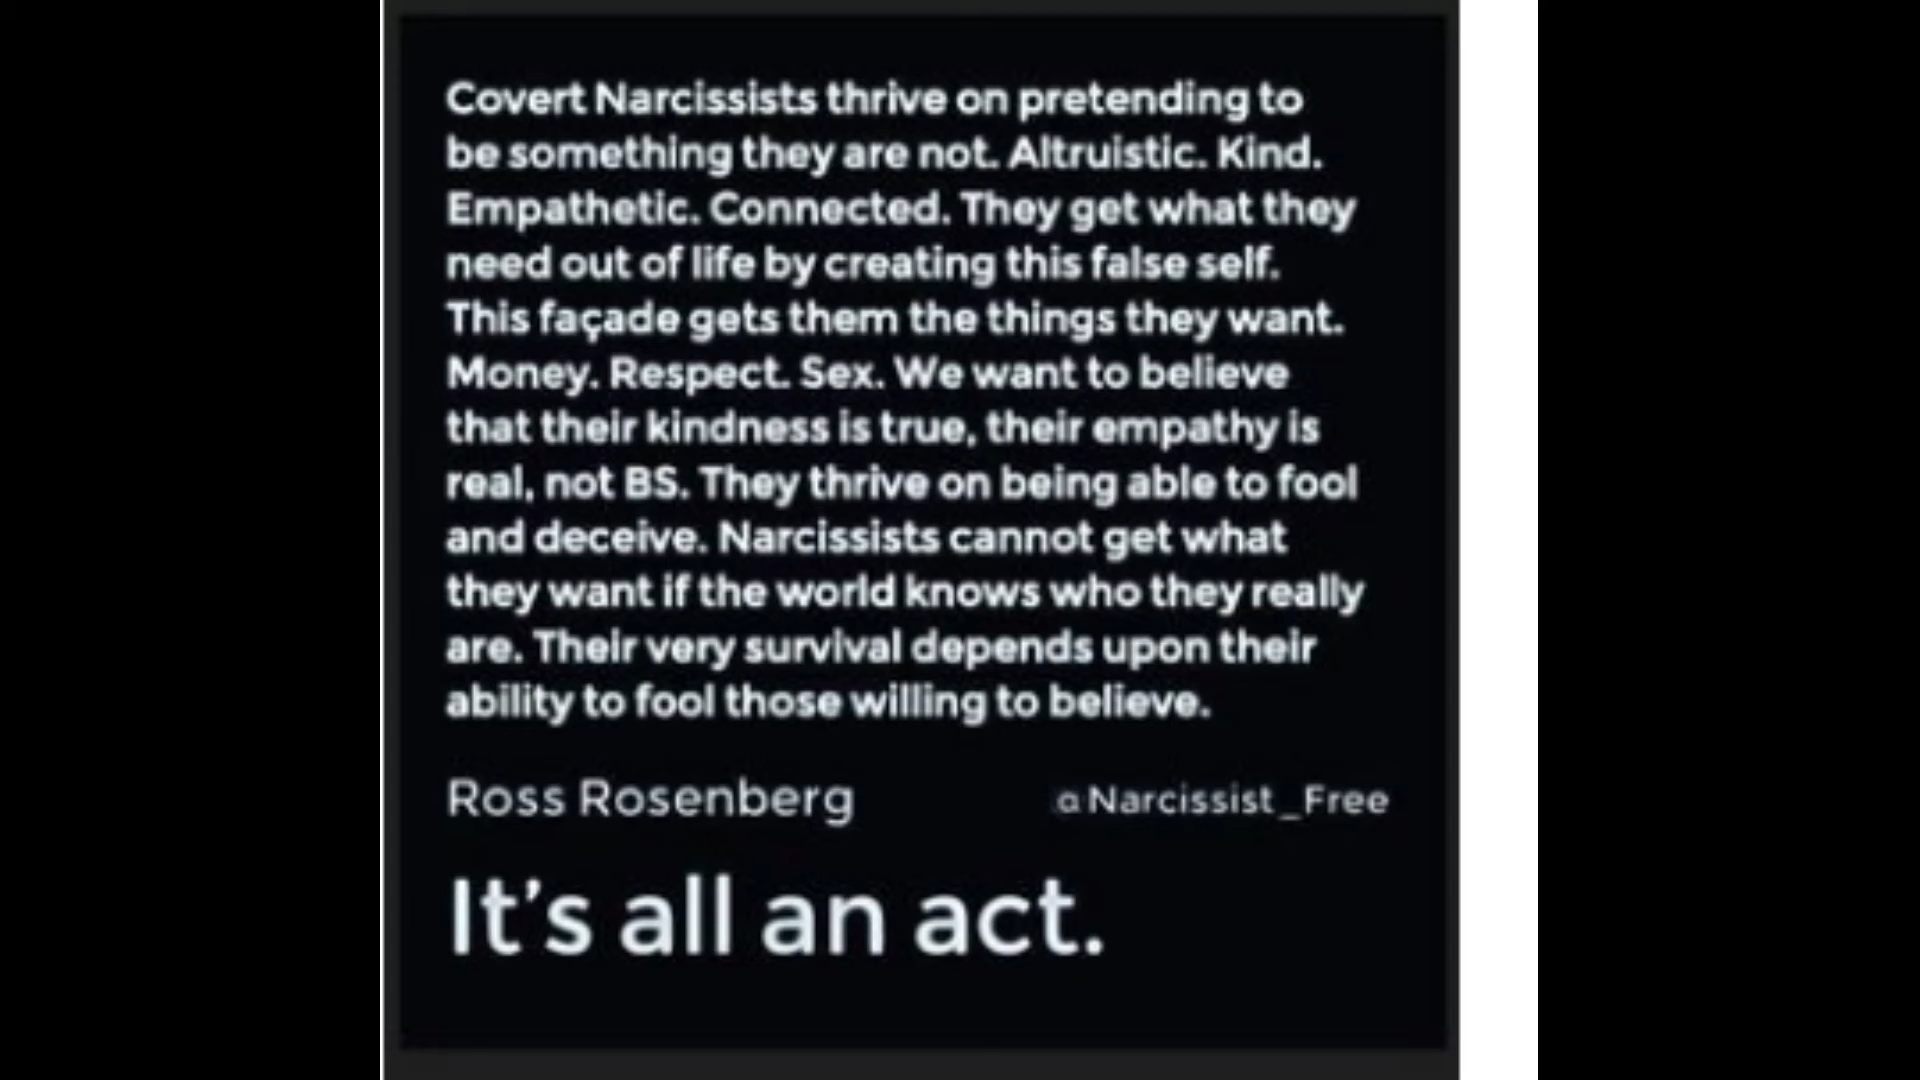 Covert Narcissists thrive on pretending to
be something they are not. Altruistic. Kind.
Empathetic. Connected. They get what they
need out of life by creating this false self.
This façade gets them the things they want.
Money. Respect. Sex. We want to believe
that their kindness is true, their empathy is
real, not BS. They thrive on being able to fool
and deceive. Narcissists cannot get what
they want if the world knows who they really
are. Their very survival depends upon their
ability to fool those willing to believe.
Ross Rosenberg @Narcissist_Free
It's all an act.